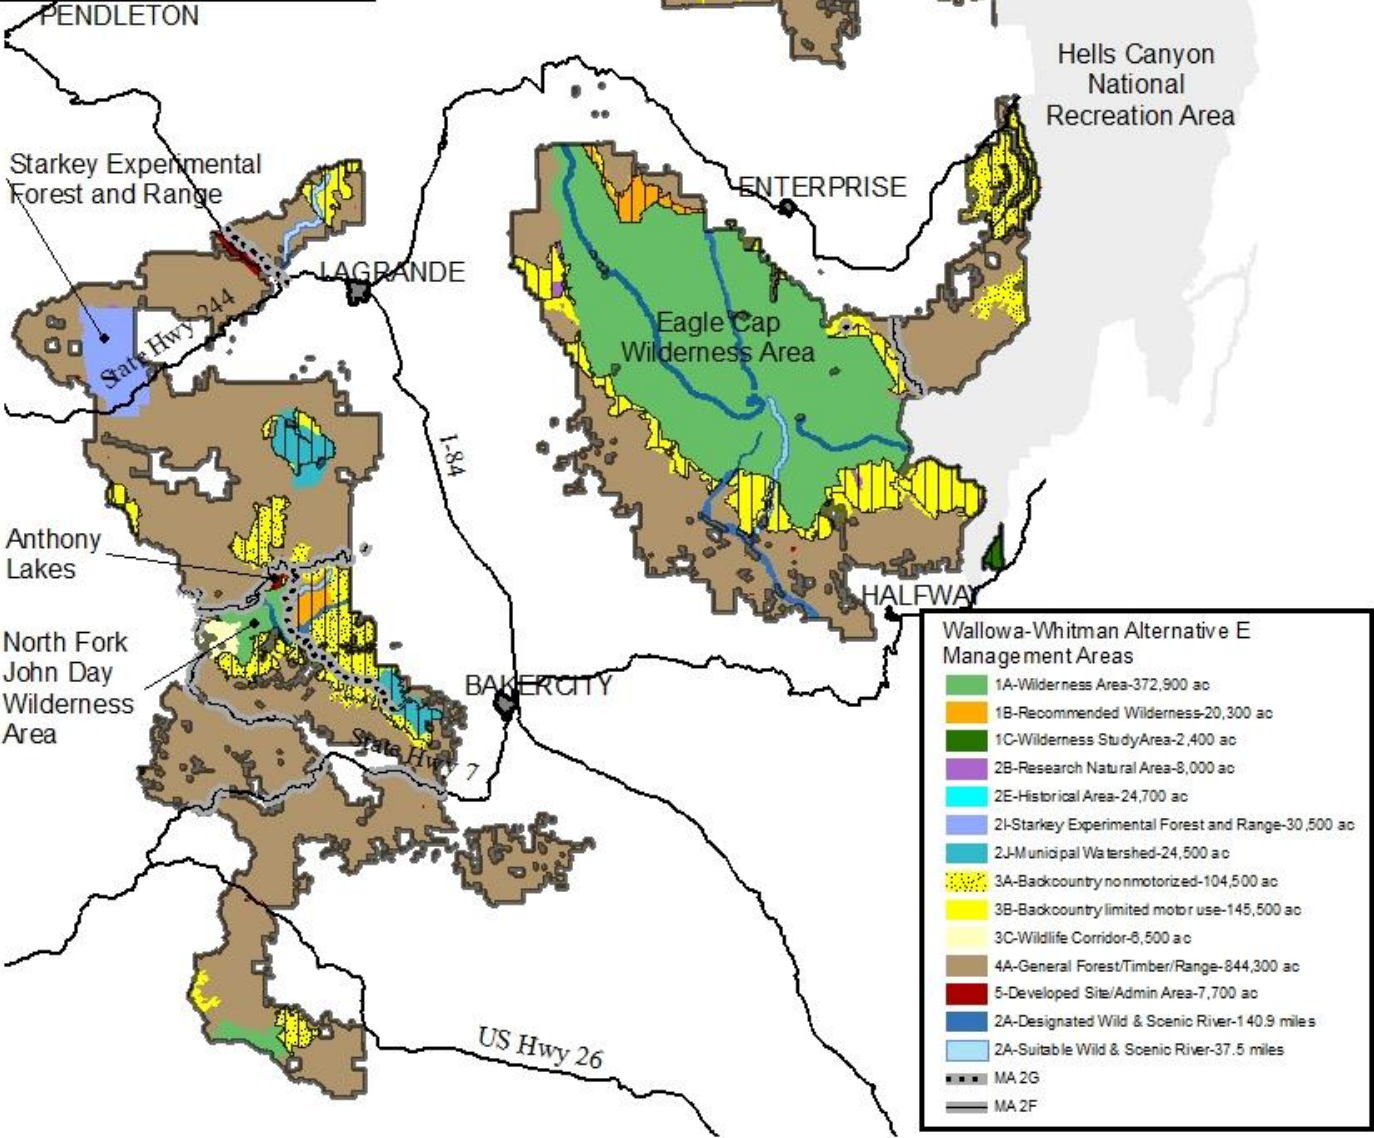 PENDLETON
Hells Canyon
National
Recreation Area
Starkey Experimental
Forest and Range
ENTERPRISE
LAGRANDE
State Hwy 244
Eagle Cap
Wilderness Area
I-84
Anthony
Lakes
HALFWAY
North Fork
John Day
Wilderness
Area
BAKER CITY
State Hwy 7
US Hwy 26
Wallowa-Whitman Alternative E
Management Areas
1A-Wilderness Area-372,900 ac
1B-Recommended Wilderness-20,300 ac
1C-Wilderness StudyArea-2,400 ac
2B-Research Natural Area-8,000 ac
2E-Historical Area-24,700 ac
2I-Starkey Experimental Forest and Range-30,500 ac
2J-Municipal Watershed-24,500 ac
3A-Backcountry nonmotorized-104,500 ac
3B-Backcountry limited motor use-145,500 ac
3C-Wildlife Corridor-6,500 ac
4A-General Forest/Timber/Range-844,300 ac
5-Developed Site/Admin Area-7,700 ac
2A-Designated Wild & Scenic River-140.9 miles
2A-Suitable Wild & Scenic River-37.5 miles
MA 2G
MA 2F